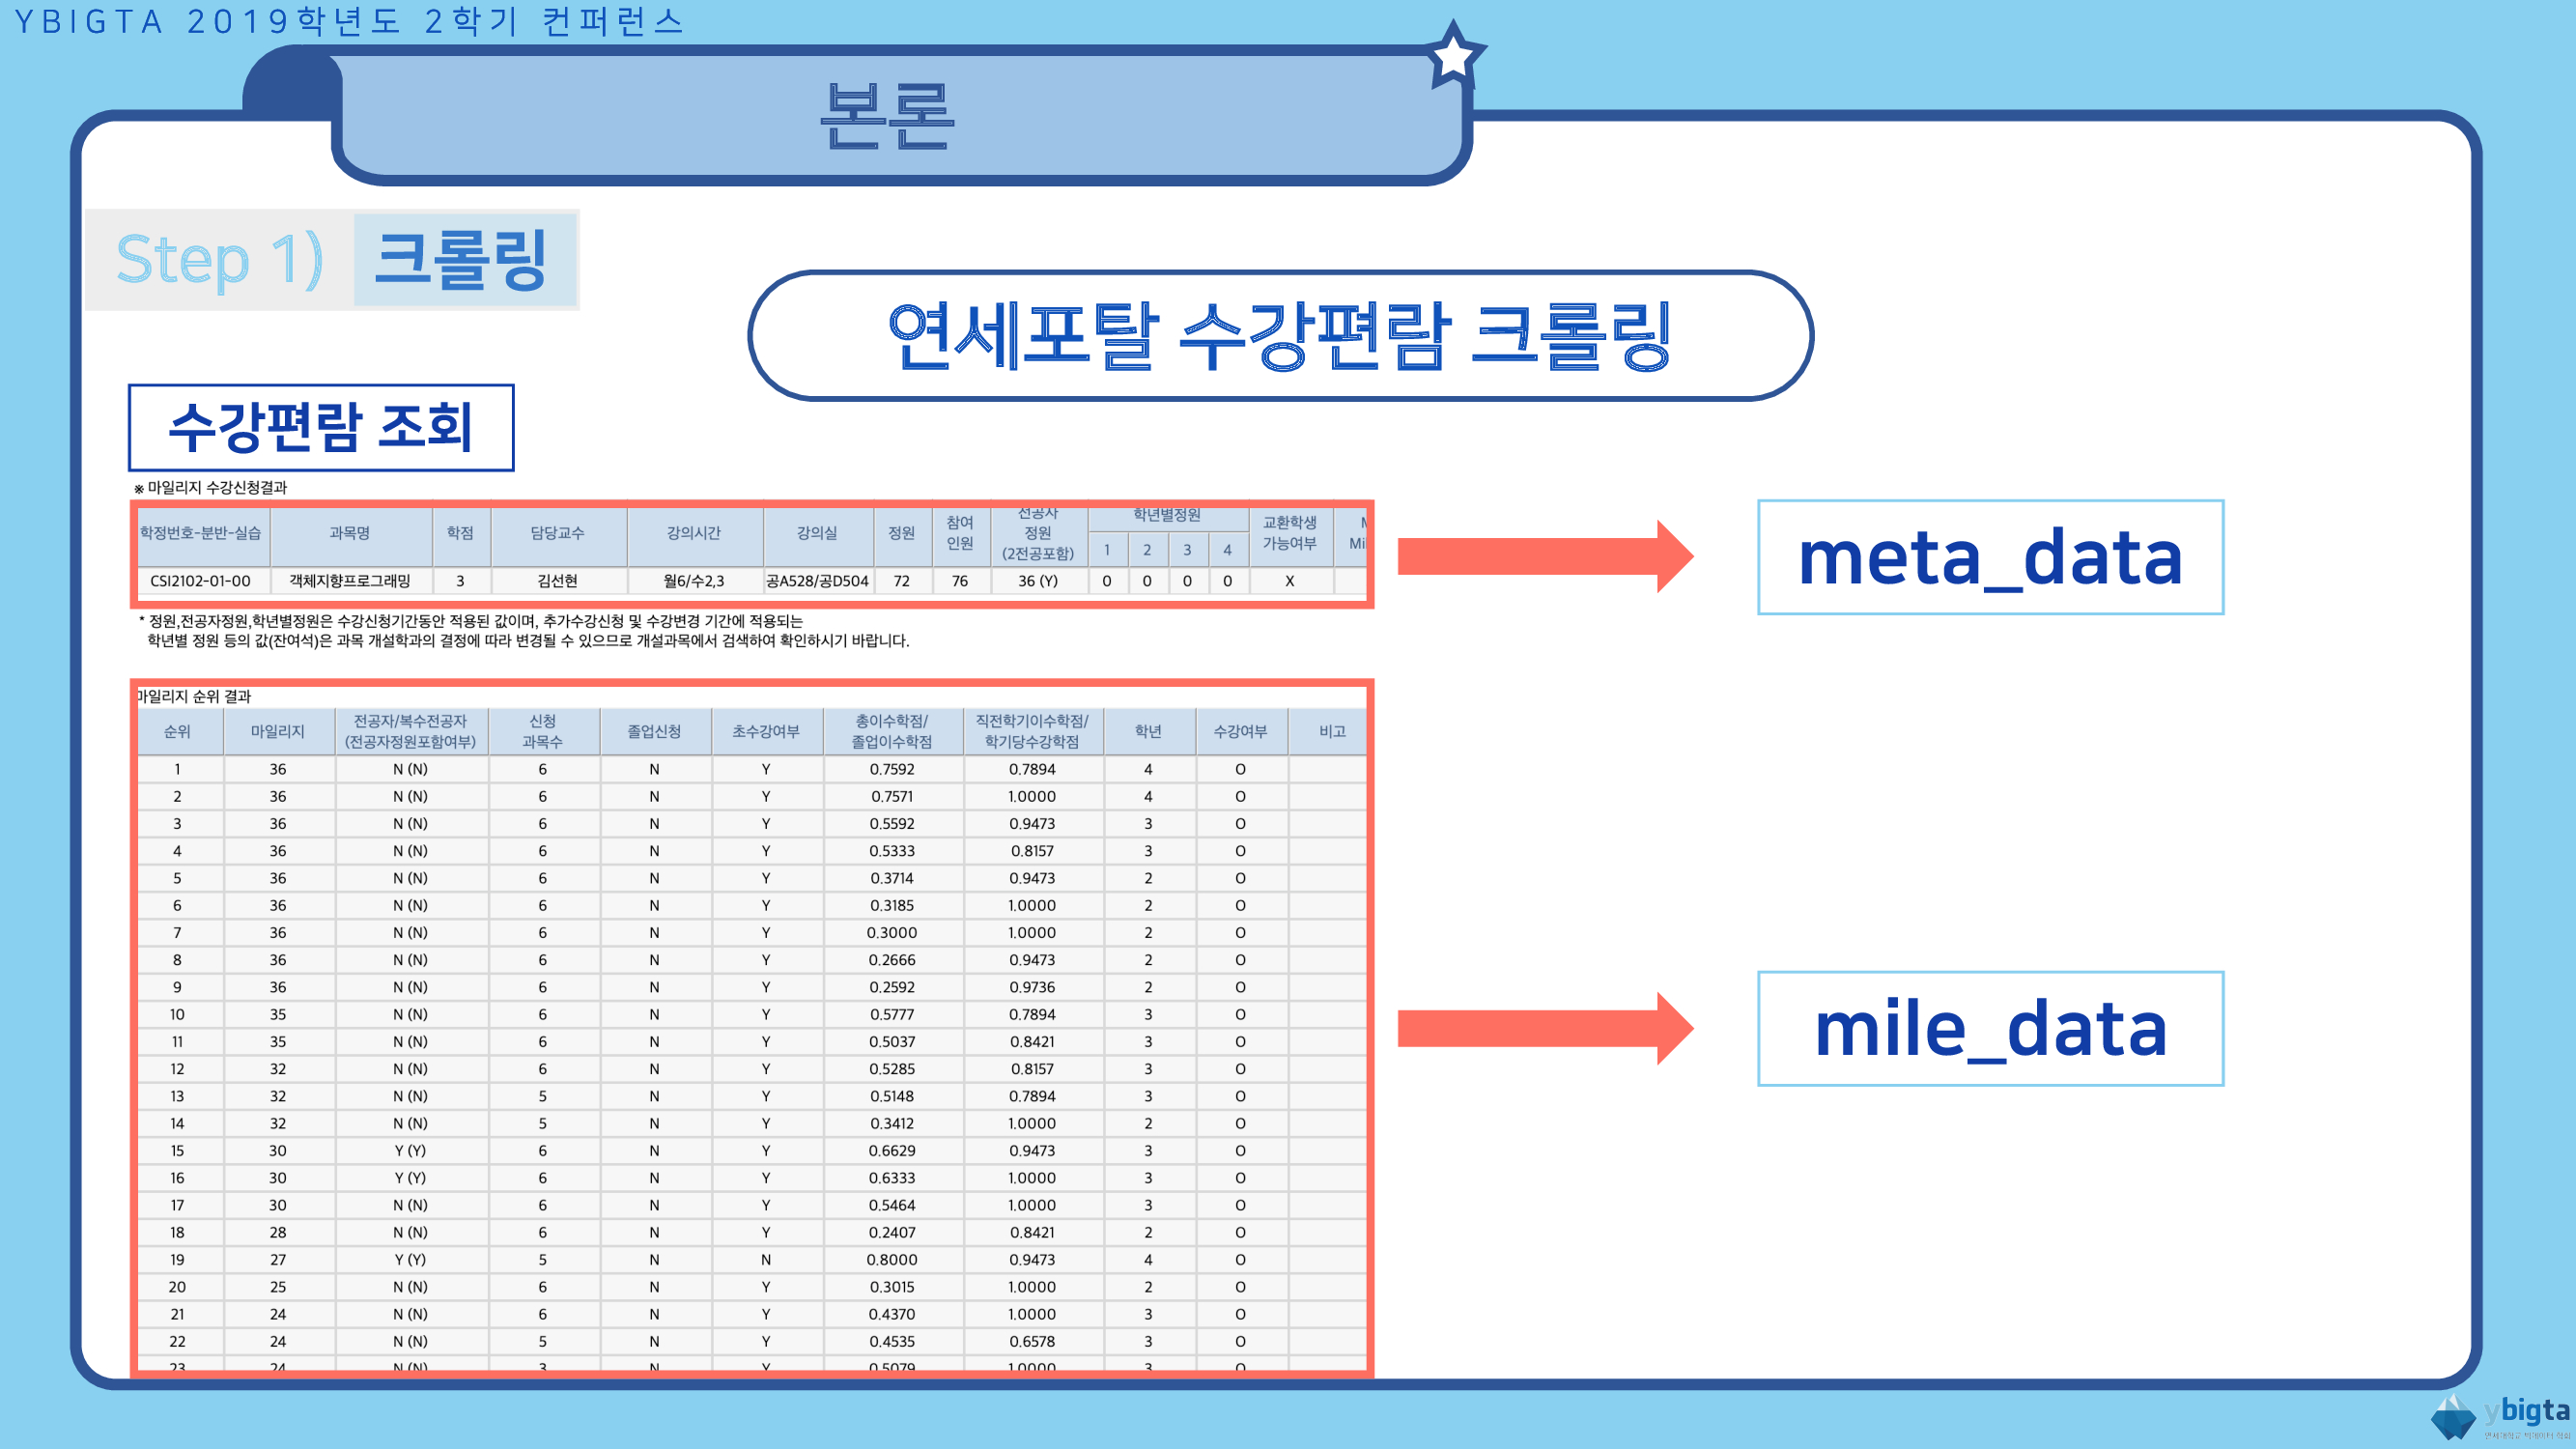 YBIGTA 2019학년도 2학기 컨퍼런스
본론
Step 1) 크롤링
연세포탈 수강편람 크롤링
수강편람 조회
※ 마일리지 수강신청결과
학정번호-분반-실습 과목명 학점 담당교수 강의시간 강의실 정원 참여 인원 전공자 정원 (2전공포함) 학년별정원 1 2 3 4 교환학생 가능여부
CSI2102-01-00 객체지향프로그래밍 3 김선현 월6/수2,3 공A528/공D504 72 76 36 (Y) 0 0 0 0 X
meta_data
* 정원,전공자정원,학년별정원은 수강신청기간동안 적용된 값이며, 추가수강신청 및 수강변경 기간에 적용되는
학년별 정원 등의 값(잔여석)은 과목 개설학과의 결정에 따라 변경될 수 있으므로 개설과목에서 검색하여 확인하시기 바랍니다.
마일리지 순위 결과
순위 마일리지 전공자/복수전공자 (전공자정원포함여부) 신청 과목수 졸업신청 초수강여부 총이수학점/ 졸업이수학점 직전학기이수학점/ 학기당수강학점 학년 수강여부 비고
1 36 N (N) 6 N Y 0.7592 0.7894 4 O
2 36 N (N) 6 N Y 0.7571 1.0000 4 O
3 36 N (N) 6 N Y 0.5592 0.9473 3 O
4 36 N (N) 6 N Y 0.5333 0.8157 3 O
5 36 N (N) 6 N Y 0.3714 0.9473 2 O
6 36 N (N) 6 N Y 0.3185 1.0000 2 O
7 36 N (N) 6 N Y 0.3000 1.0000 2 O
8 36 N (N) 6 N Y 0.2666 0.9473 2 O
9 36 N (N) 6 N Y 0.2592 0.9736 2 O
10 35 N (N) 6 N Y 0.5777 0.7894 3 O
11 35 N (N) 6 N Y 0.5037 0.8421 3 O
12 32 N (N) 6 N Y 0.5285 0.8157 3 O
13 32 N (N) 5 N Y 0.5148 0.7894 3 O
14 32 N (N) 5 N Y 0.3412 1.0000 2 O
15 30 Y (Y) 6 N Y 0.6629 0.9473 3 O
16 30 Y (Y) 6 N Y 0.6333 1.0000 3 O
17 30 N (N) 6 N Y 0.5464 1.0000 3 O
18 28 N (N) 6 N Y 0.2407 0.8421 2 O
19 27 Y (Y) 5 N N 0.8000 0.9473 4 O
20 25 N (N) 6 N Y 0.3015 1.0000 2 O
21 24 N (N) 6 N Y 0.4370 1.0000 3 O
22 24 N (N) 5 N Y 0.4535 0.6578 3 O
23 24 N (N) 3 N Y 0.5079 1.0000 3 O
mile_data
ybigta